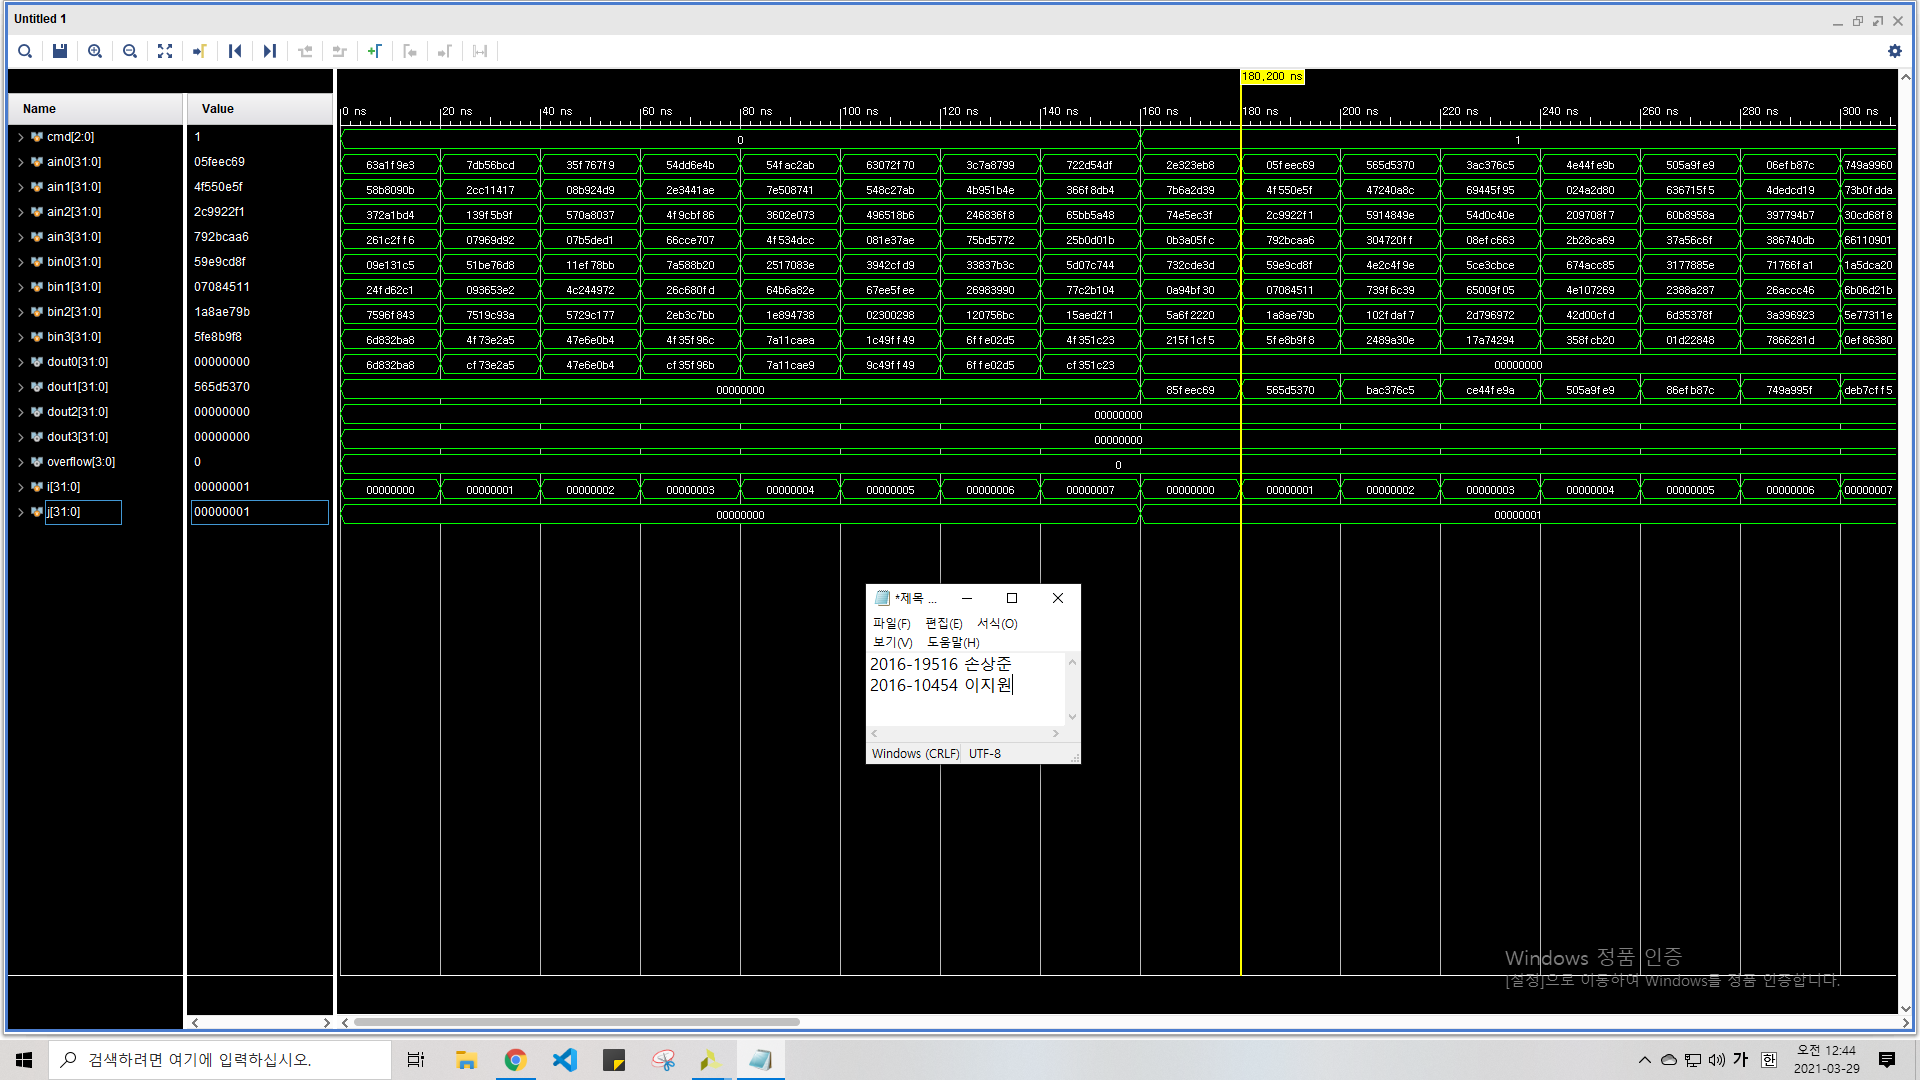 Untitled 1
180,200 ns
Name Value
0 ns 20 ns 40 ns 60 ns 80 ns 100 ns 120 ns 140 ns 160 ns 180 ns 200 ns 220 ns 240 ns 260 ns 280 ns 300 ns
cmd[2:0] 1 0 1
ain0[31:0] 05feec69 63a1f9e3 7db56bcd 35f767f9 54dd6e4b 54fac2ab 63072f70 3c7a8799 722d54df 2e323eb8 05feec69 565d5370 3ac376c5 4e44fe9b 505a9fe9 06efb87c 749a9960
ain1[31:0] 4f550e5f 58b8090b 2cc11417 08b924d9 2e3441ae 7e508741 548c27ab 4b951b4e 366f8db4 7b6a2d39 4f550e5f 47240a8c 69445f95 024a2d80 636715f5 4dedcd19 73b0fdda
ain2[31:0] 2c9922f1 372a1bd4 139f5b9f 570a8037 4f9cbf86 3602e073 496518b6 246836f8 65bb5a48 74e5ec3f 2c9922f1 5914849e 54d0c40e 209708f7 60b8958a 397794b7 30cd68f8
ain3[31:0] 792bcaa6 261c2ff6 07969d92 07b5ded1 66cce707 4f534dcc 081e37ae 75bd5772 25b0d01b 0b3a05fc 792bcaa6 304720ff 08efc663 2b28ca69 37a56c6f 386740db 66110901
bin0[31:0] 59e9cd8f 09e131c5 51be76d8 11ef78bb 7a588b20 2517083e 3942cfd9 33837b3c 5d07c744 732cde3d 59e9cd8f 4e2c4f9e 5ce3cbce 674acc85 3177885e 71766fa1 1a5dca20
bin1[31:0] 07084511 24fd62c1 093653e2 4c244972 26c680fd 64b6a82e 67ee5fee 26983990 77c2b104 0a94bf30 07084511 739f6c39 65009f05 4e107269 2388a287 26accc46 6b06d21b
bin2[31:0] 1a8ae79b 7596f843 7519c93a 5729c177 2eb3c7bb 1e894738 02300298 120756bc 15aed2f1 5a6f2220 1a8ae79b 102fdaf7 2d796972 42d00cfd 6d35378f 3a396923 5e77311e
bin3[31:0] 5fe8b9f8 6d832ba8 4f73e2a5 47e6e0b4 4f35f96c 7a11caea 1c49ff49 6ffe02d5 4f351c23 215f1cf5 5fe8b9f8 2489a30e 17a74294 358fcb20 01d22848 7866281d 0ef86380
dout0[31:0] 00000000 6d832ba8 cf73e2a5 47e6e0b4 cf35f96b 7a11cae9 9c49ff49 6ffe02d5 cf351c23 00000000
dout1[31:0] 565d5370 00000000 85feec69 565d5370 bac376c5 ce44fe9a 505a9fe9 86efb87c 749a995f deb7cff5
dout2[31:0] 00000000 00000000
dout3[31:0] 00000000 00000000
overflow[3:0] 0 0
i[31:0] 00000001 00000000 00000001 00000002 00000003 00000004 00000005 00000006 00000007 00000000 00000001 00000002 00000003 00000004 00000005 00000006 00000007
j[31:0] 00000001 00000000 00000001
*제목 ...
파일(F) 편집(E) 서식(O)
보기(V) 도움말(H)
2016-19516 손상준
2016-10454 이지원
Windows (CRLF) UTF-8
Windows 정품 인증
[설정]으로 이동하여 Windows를 정품 인증합니다.
검색하려면 여기에 입력하십시오.
가 한
오전 12:44
2021-03-29